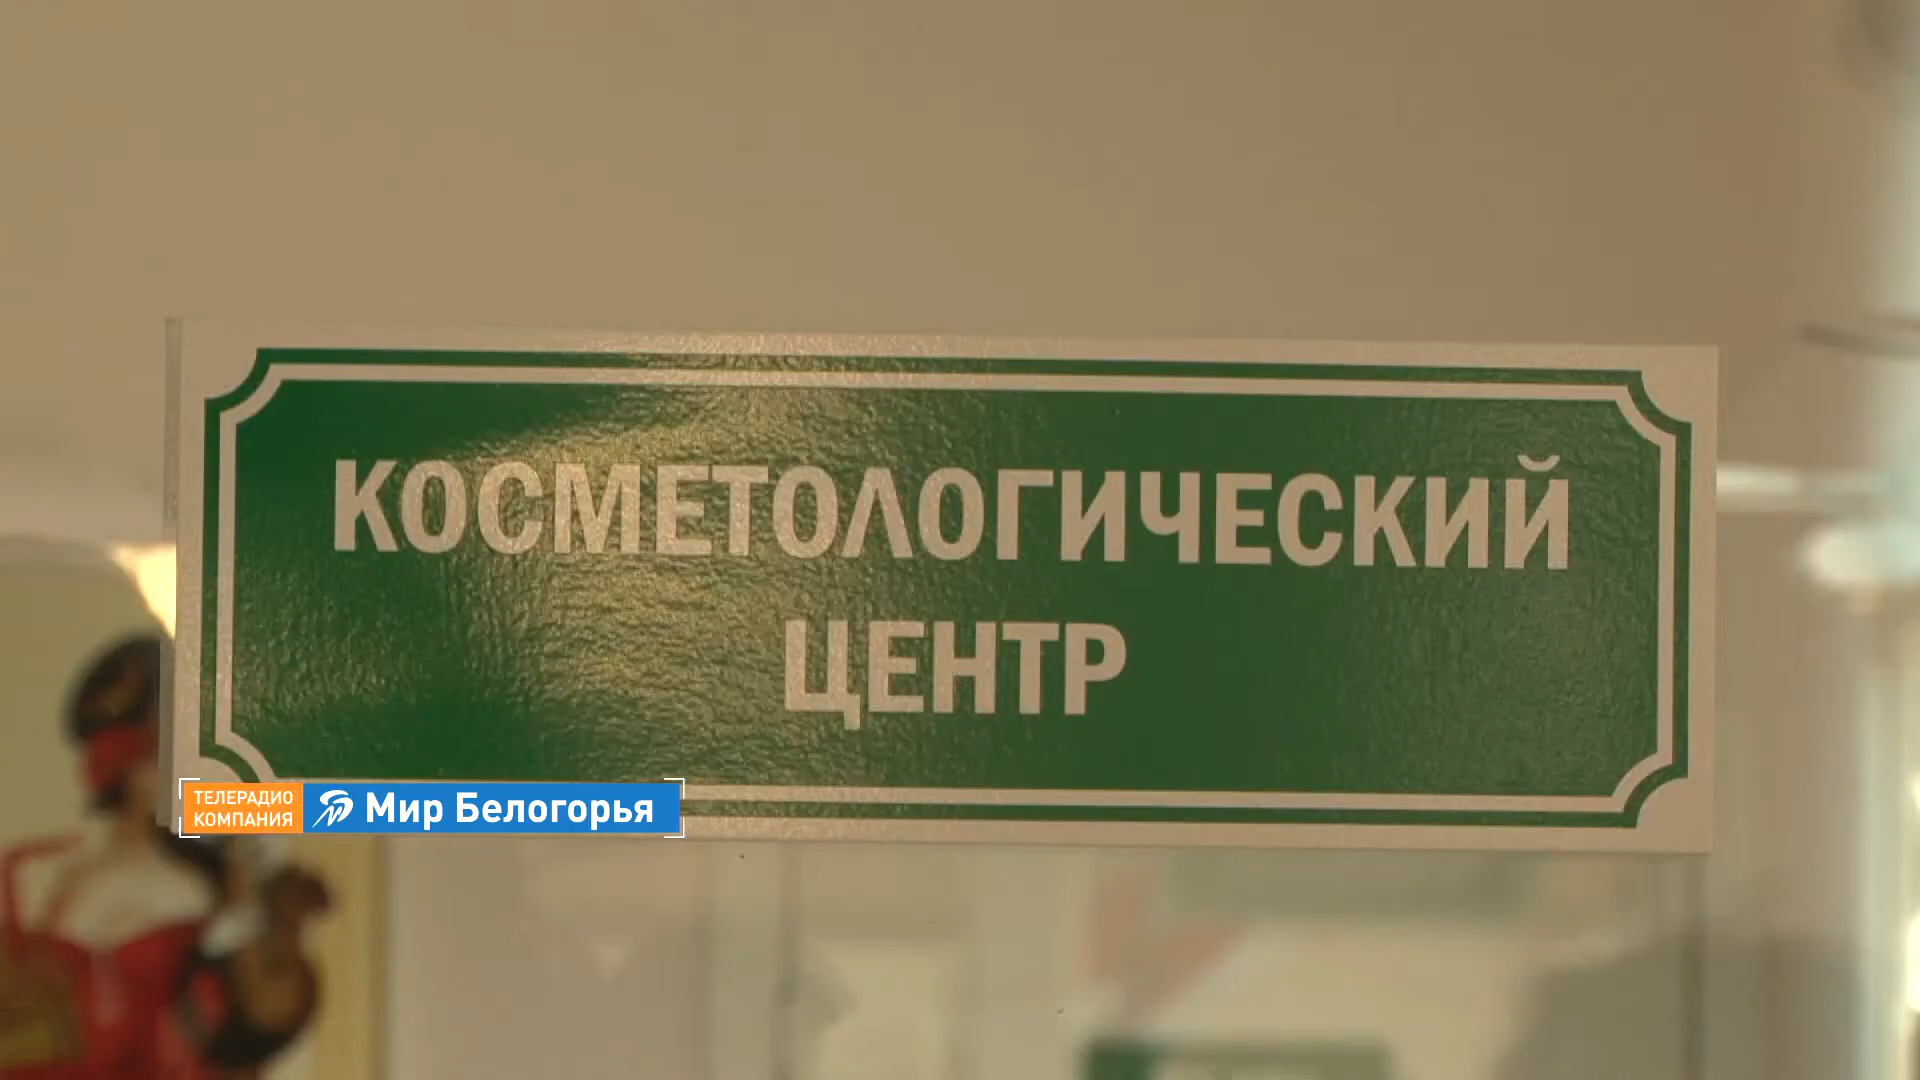 КОСМЕТОЛОГИЧЕСКИЙ
ЦЕНТР
ТЕЛЕРАДИО
КОМПАНИЯ
Мир Белогорья